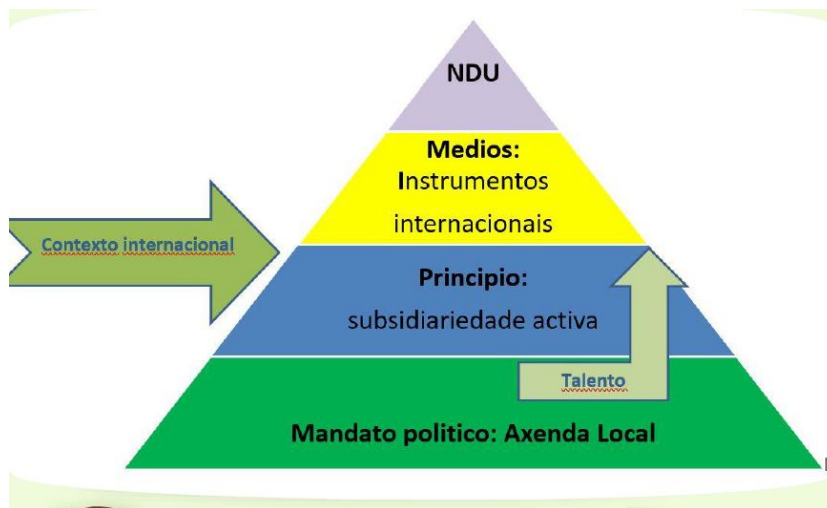 NDU
Medios:
Instrumentos
internacionais
Contexto internacional
Principio:
subsidiariedade activa
Talento
Mandato politico: Axenda Local